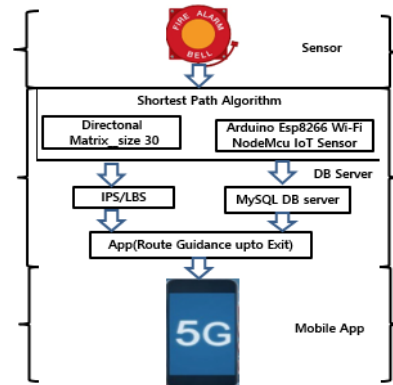 FIRE ALARM
BELL
Sensor
Shortest Path Algorithm
Directonal
Matrix_size 30
Arduino Esp8266 Wi-Fi
NodeMcu IoT Sensor
DB Server
IPS/LBS
MySQL DB server
App(Route Guidance upto Exit)
5G
Mobile App